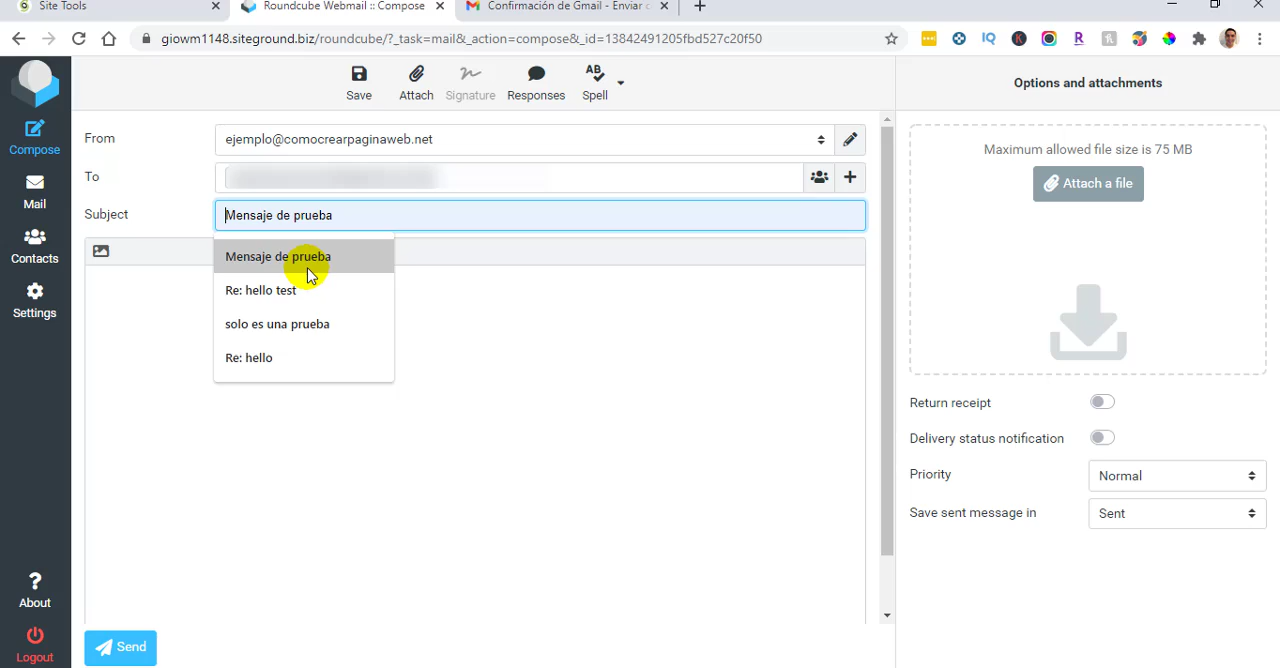 Site Tools
Roundcube Webmail :: Compose
Confirmación de Gmail - Enviar
giowm1148.siteground.biz/roundcube/?_task=mail&_action=compose&_id=13842491205fbd527c20f50
Save
Attach
Signature
Responses
Spell
Options and attachments
Compose
Mail
Contacts
Settings
About
Logout
From
ejemplo@comocrearpaginaweb.net
To
Subject
Mensaje de prueba
Mensaje de prueba
Re: hello test
solo es una prueba
Re: hello
Send
Maximum allowed file size is 75 MB
Attach a file
Return receipt
Delivery status notification
Priority
Normal
Save sent message in
Sent